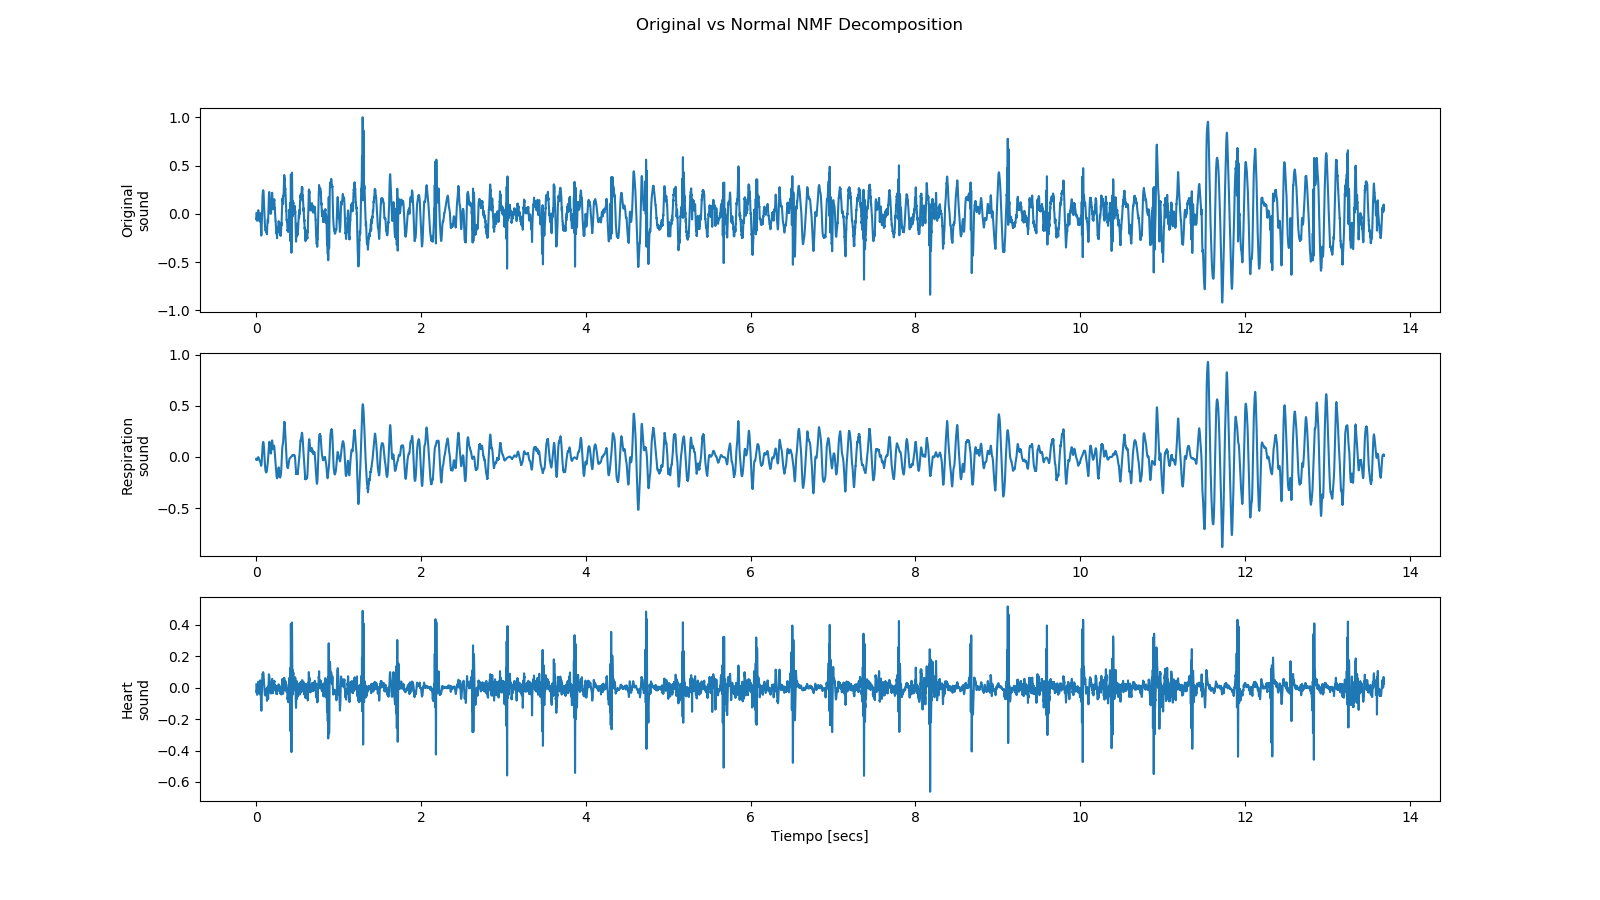 Original vs Normal NMF Decomposition
Original
sound
1.0
0.5
0.0
−0.5
−1.0
0 2 4 6 8 10 12 14
Respiration
sound
1.0
0.5
0.0
−0.5
0 2 4 6 8 10 12 14
Heart
sound
0.4
0.2
0.0
−0.2
−0.4
−0.6
0 2 4 6 8 10 12 14
Tiempo [secs]